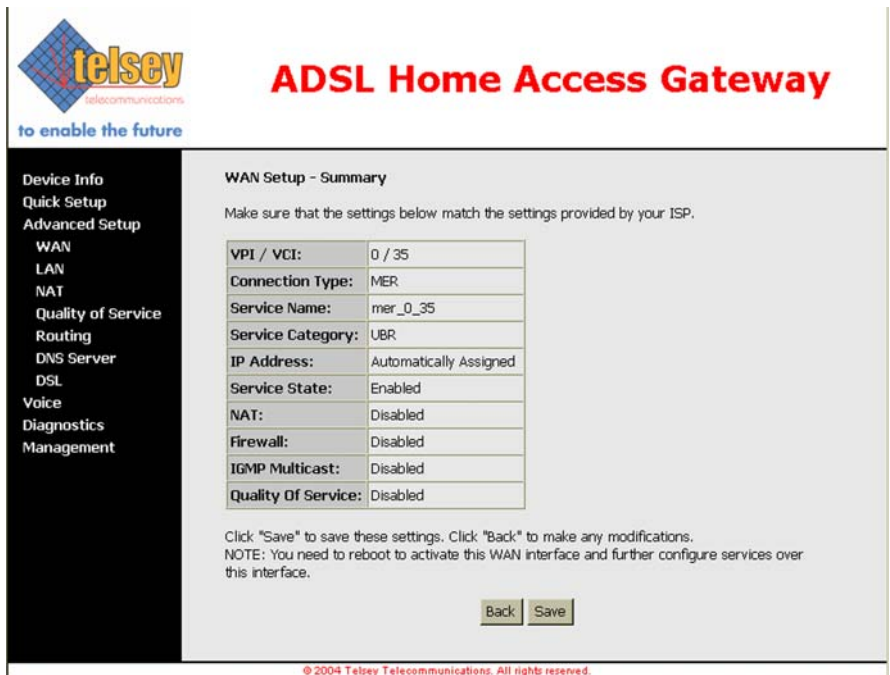 telsey
telecommunications
to enable the future
ADSL Home Access Gateway
Device Info
Quick Setup
Advanced Setup
WAN
LAN
NAT
Quality of Service
Routing
DNS Server
DSL
Voice
Diagnostics
Management
WAN Setup - Summary
Make sure that the settings below match the settings provided by your ISP.
VPI / VCI: 0 / 35
Connection Type: MER
Service Name: mer_0_35
Service Category: UBR
IP Address: Automatically Assigned
Service State: Enabled
NAT: Disabled
Firewall: Disabled
IGMP Multicast: Disabled
Quality Of Service: Disabled
Click "Save" to save these settings. Click "Back" to make any modifications.
NOTE: You need to reboot to activate this WAN interface and further configure services over
this interface.
Back Save
© 2004 Telsey Telecommunications. All rights reserved.